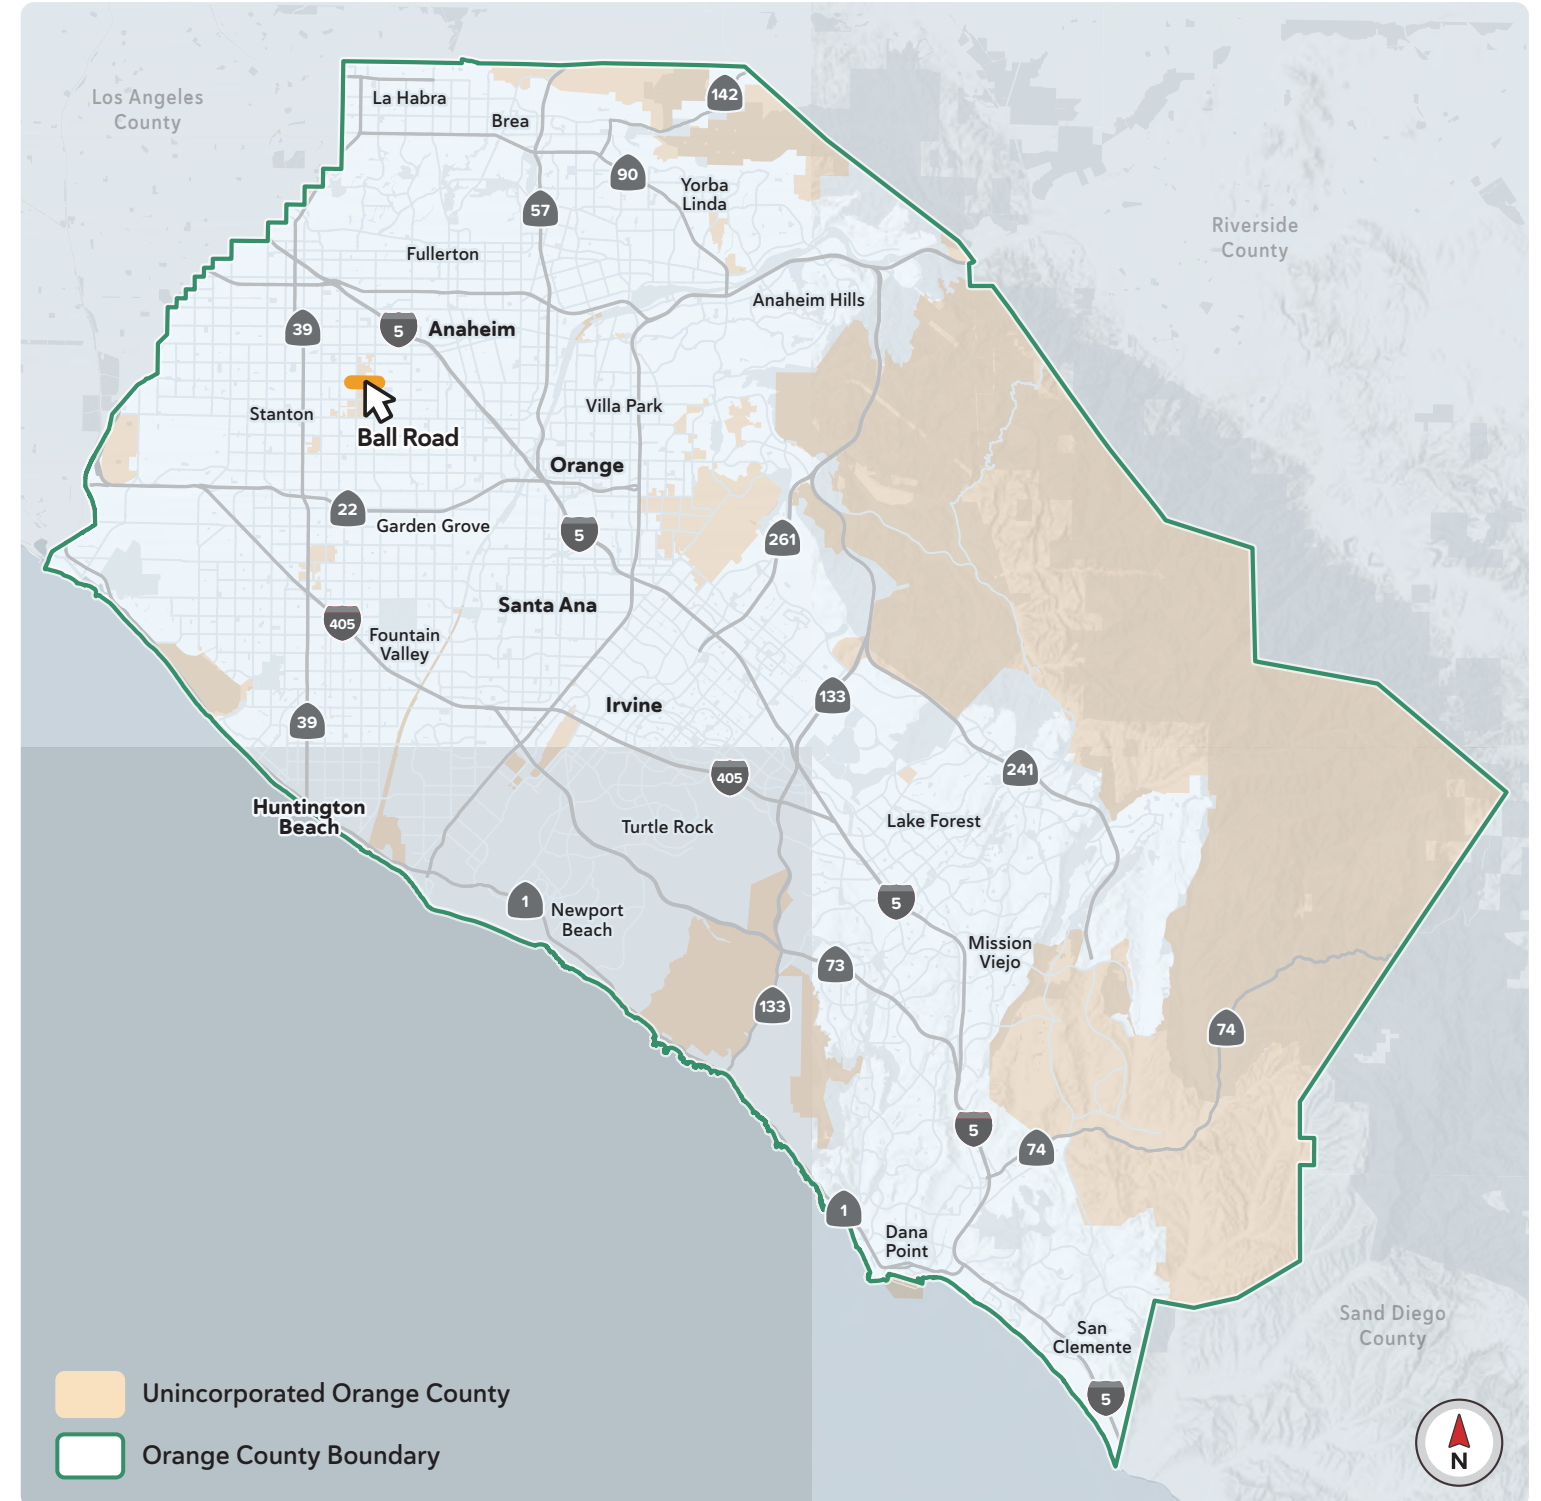 142
La Habra
Los Angeles
County
Brea
90
Yorba
Linda
57
Riverside
County
Fullerton
Anaheim Hills
39
5
Anaheim
Stanton
Villa Park
Ball Road
Orange
22
Garden Grove
5
261
Santa Ana
405
Fountain
Valley
133
Irvine
39
241
405
Huntington
Beach
Turtle Rock
Lake Forest
1
5
Newport
Beach
Mission
Viejo
73
133
74
5
74
1
Dana
Point
Sand Diego
County
San
Clemente
5
Unincorporated Orange County
Orange County Boundary
N